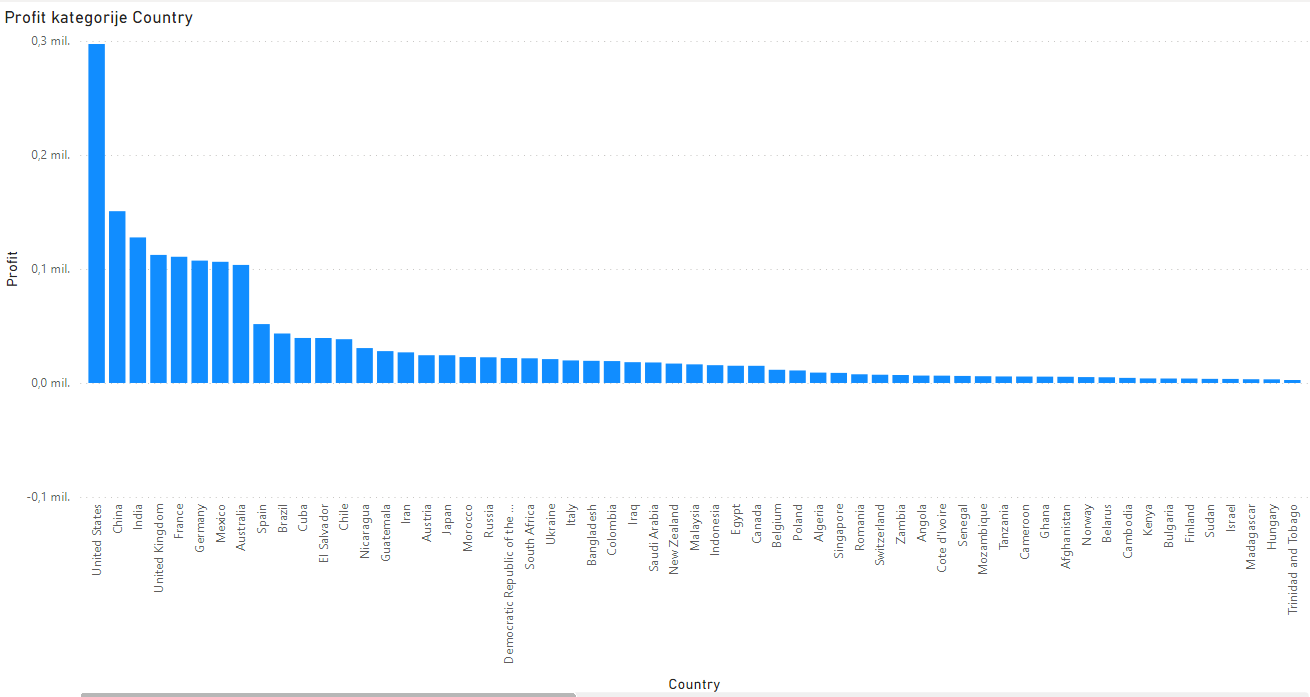 Profit kategorije Country
0,3 mil.
0,2 mil.
0,1 mil.
0,0 mil.
-0,1 mil.
Profit
United States
China
India
United Kingdom
France
Germany
Mexico
Australia
Spain
Brazil
Cuba
El Salvador
Chile
Nicaragua
Guatemala
Iran
Austria
Japan
Morocco
Russia
Democratic Republic of the ...
South Africa
Ukraine
Italy
Bangladesh
Colombia
Iraq
Saudi Arabia
New Zealand
Malaysia
Indonesia
Egypt
Canada
Belgium
Poland
Algeria
Singapore
Romania
Switzerland
Zambia
Angola
Cote d'Ivoire
Senegal
Mozambique
Tanzania
Cameroon
Ghana
Afghanistan
Norway
Belarus
Cambodia
Kenya
Bulgaria
Finland
Sudan
Israel
Madagascar
Hungary
Trinidad and Tobago
Country